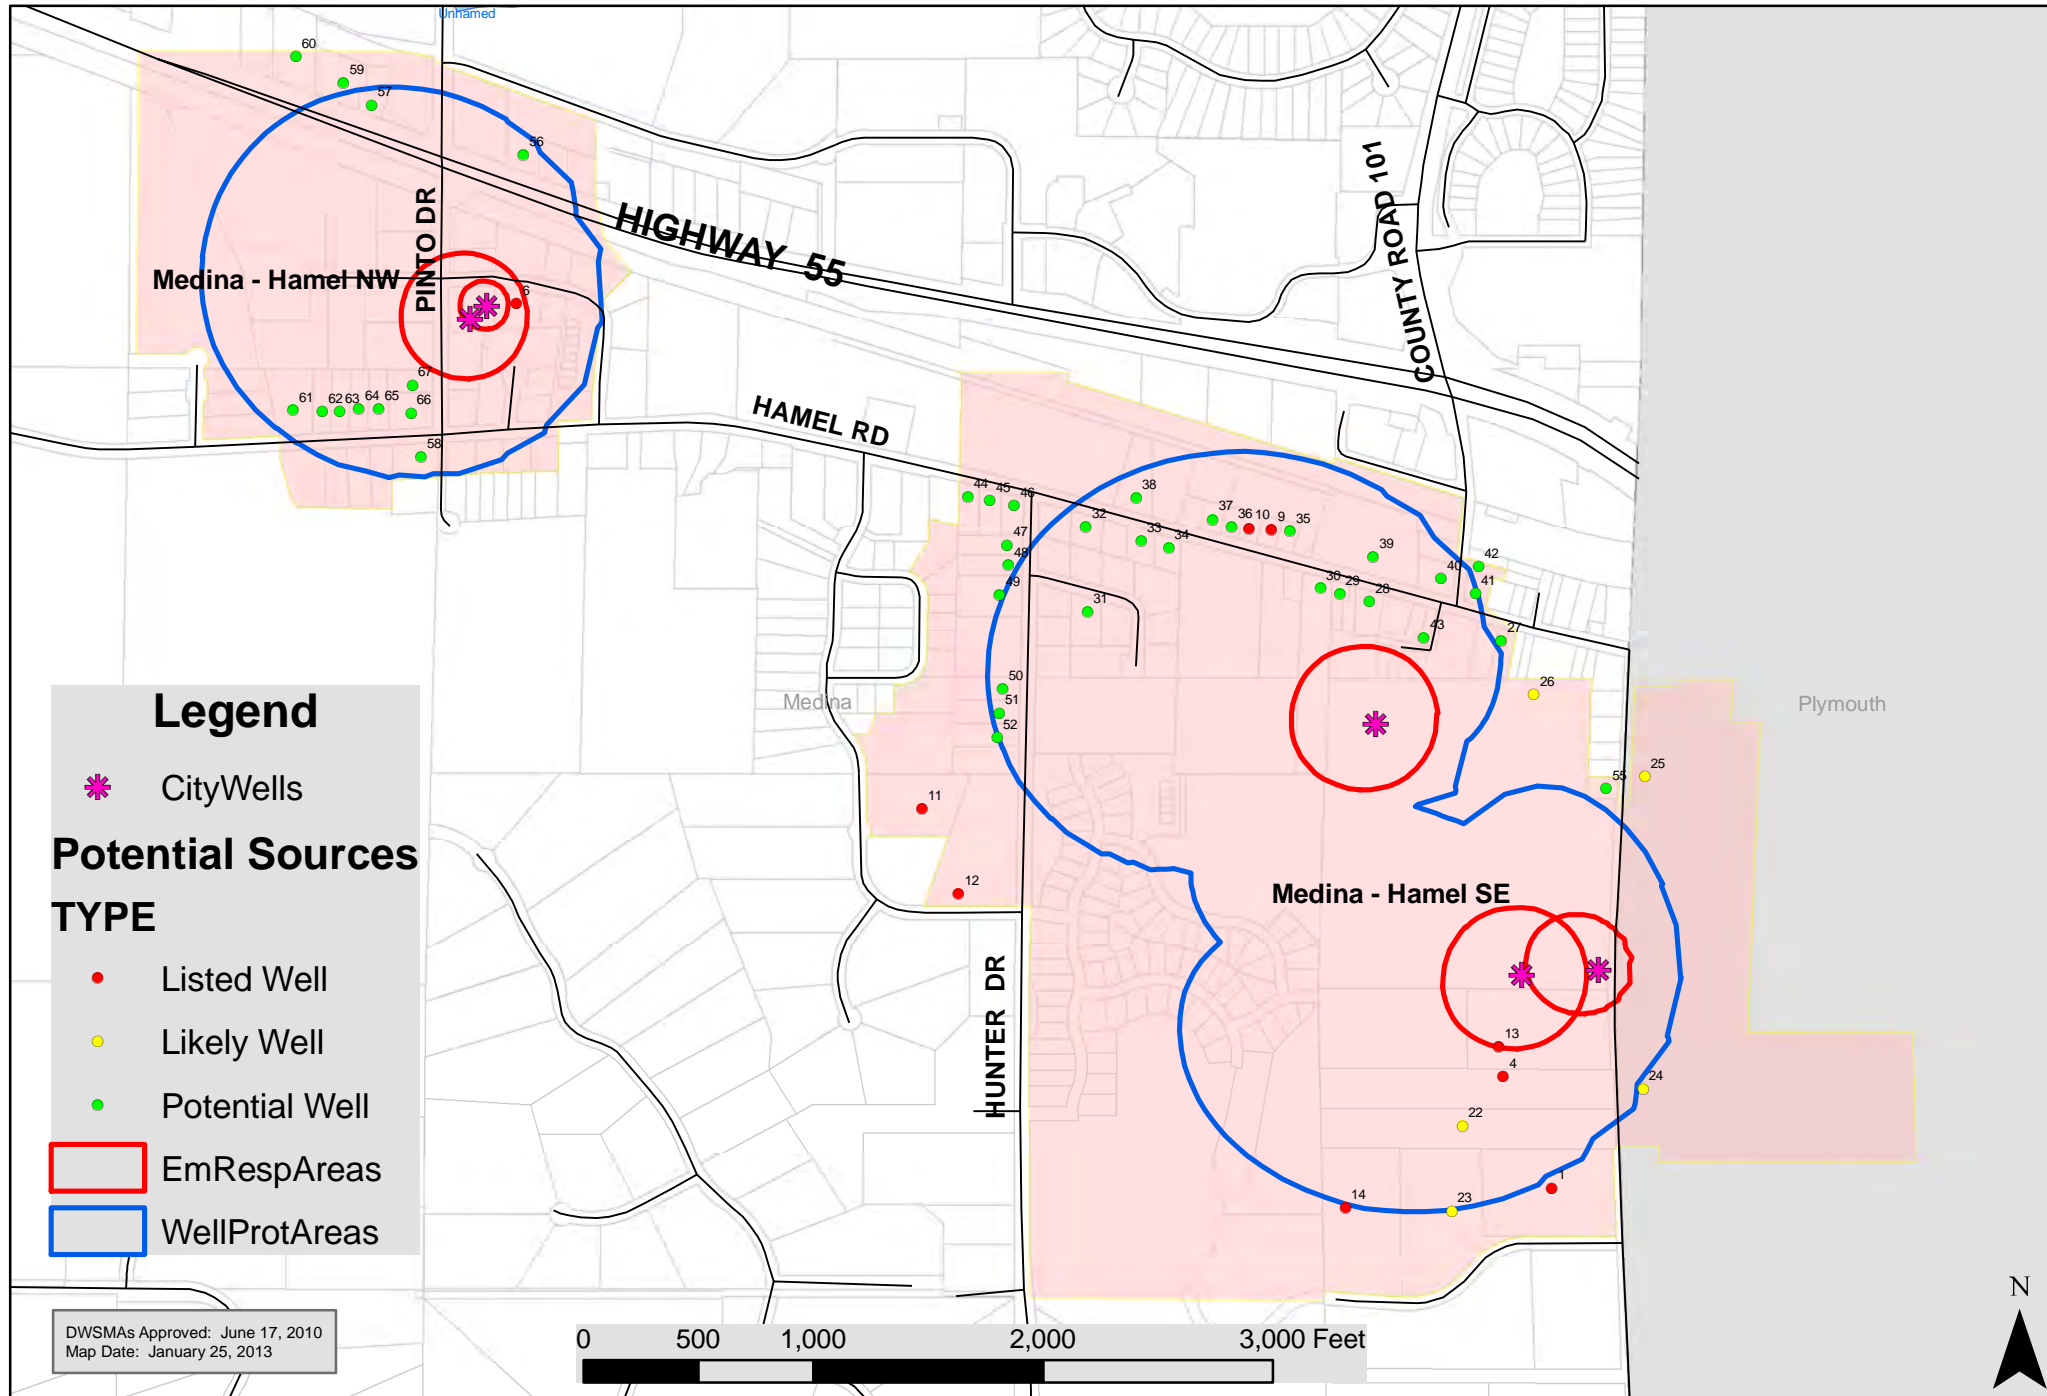 Unnamed
60
59
57
56
COUNTY ROAD 101
PINTO DR
HIGHWAY 55
Medina - Hamel NW
6
67
61
62
63
64
65
66
58
HAMEL RD
44
45
46
38
37
36
10
9
35
32
33
34
47
48
49
39
42
40
41
30
29
28
31
43
27
50
51
52
26
Medina
Plymouth
25
55
11
12
Medina - Hamel SE
HUNTER DR
13
4
24
22
1
14
23
Legend
CityWells
Potential Sources
TYPE
Listed Well
Likely Well
Potential Well
EmRespAreas
WellProtAreas
DWSMAs Approved: June 17, 2010
Map Date: January 25, 2013
0 500 1,000 2,000 3,000 Feet
N